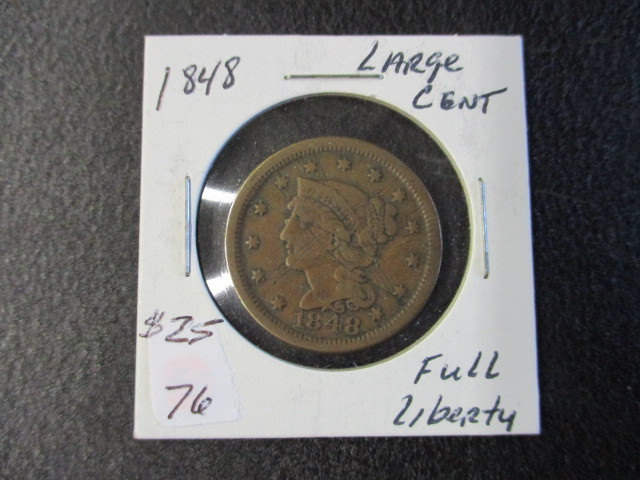 1848
LARge
CENT
1848
$25
76
Full
Liberty